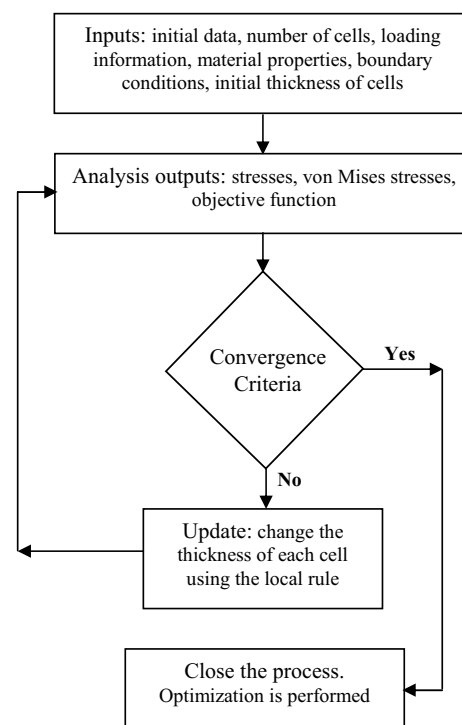 Inputs: initial data, number of cells, loading
information, material properties, boundary
conditions, initial thickness of cells
Analysis outputs: stresses, von Mises stresses,
objective function
Convergence
Criteria
Yes
No
Update: change the
thickness of each cell
using the local rule
Close the process.
Optimization is performed